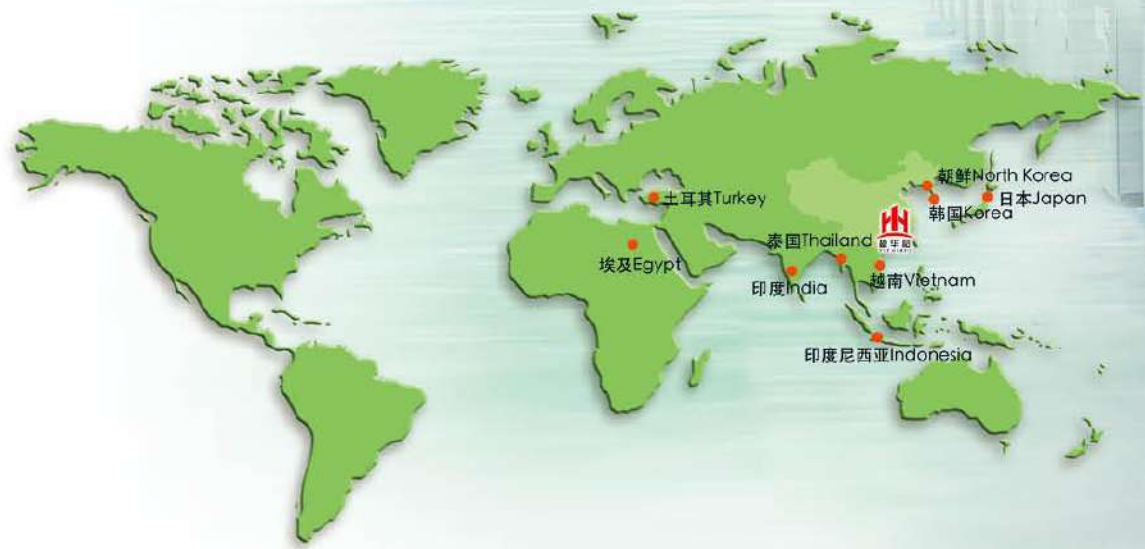 朝鲜North Korea
土耳其Turkey
日本Japan
韩国Korea
泰国Thailand
埃及Egypt
印度India
越南Vietnam
印度尼西亚Indonesia